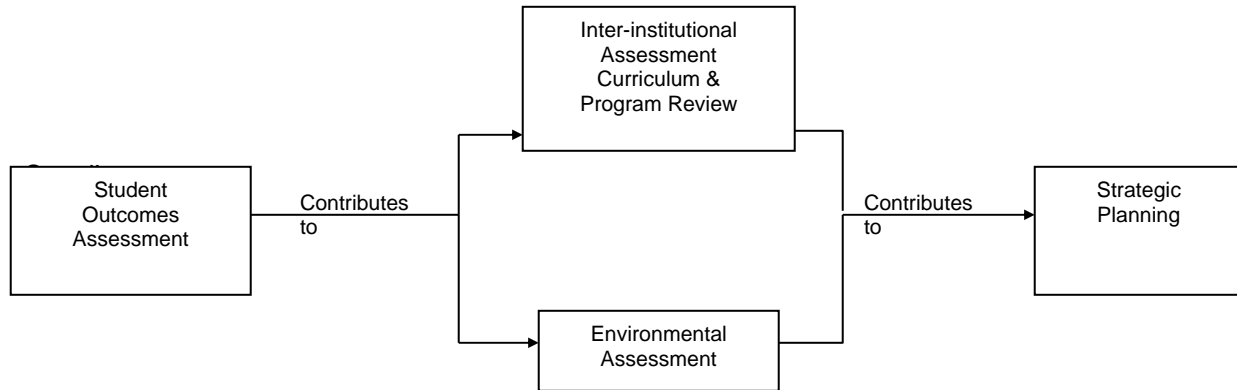 Inter-institutional
Assessment
Curriculum &
Program Review
Student
Outcomes
Assessment
Contributes
to
Contributes
to
Strategic
Planning
Environmental
Assessment